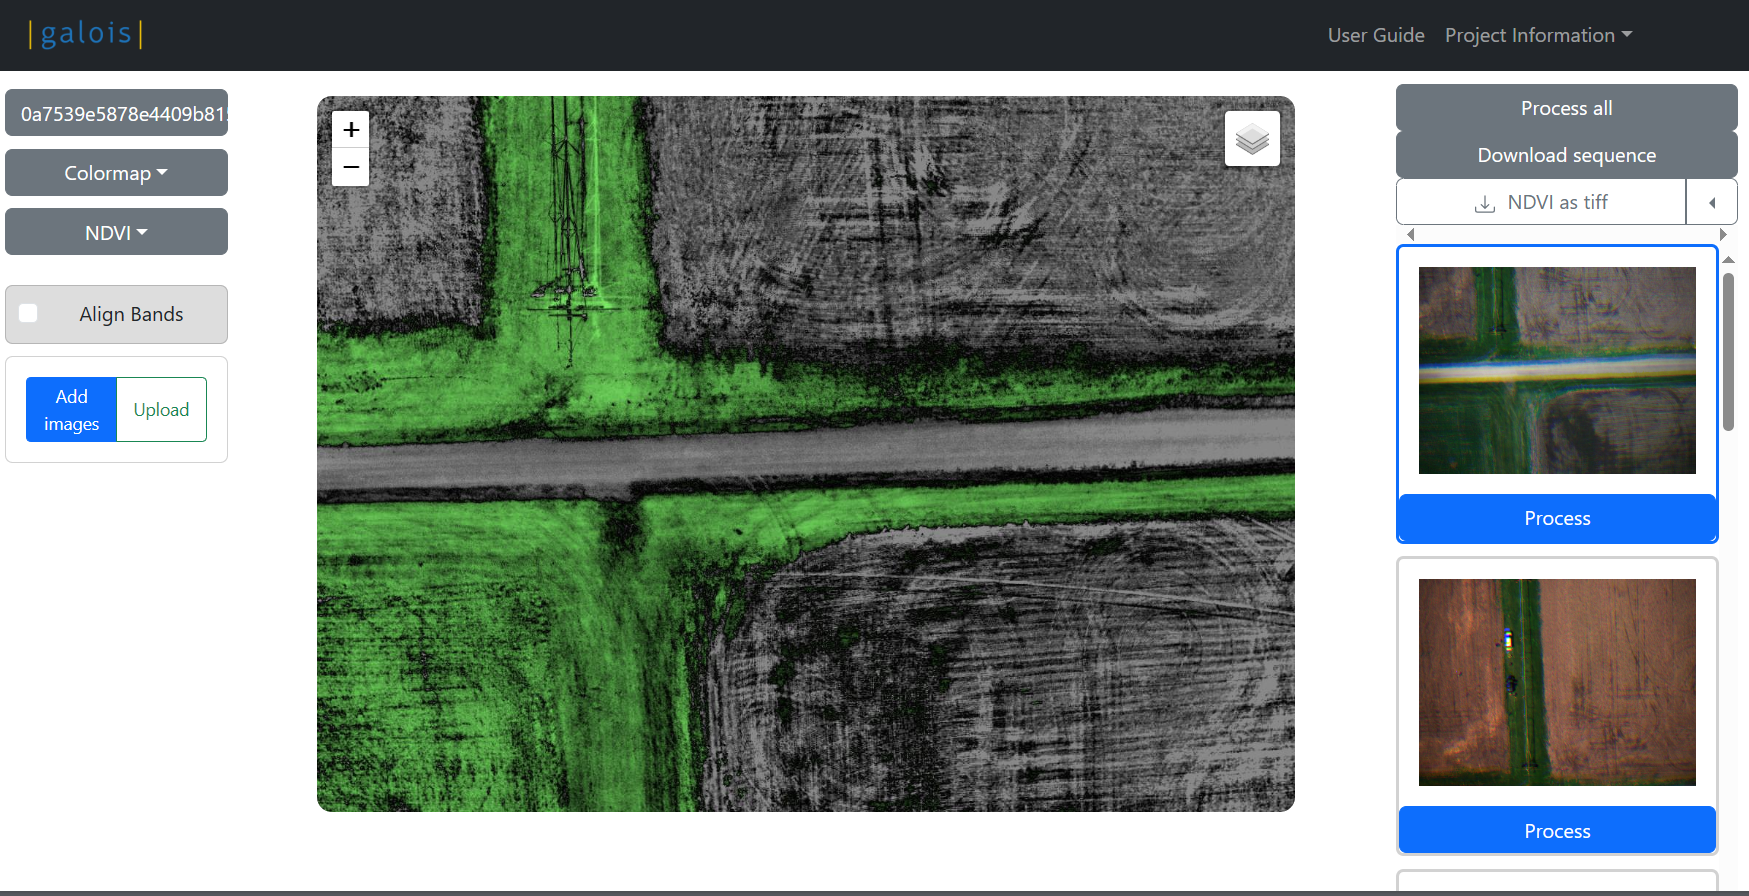 |galois|
User Guide
Project Information
0a7539e5878e4409b81
Colormap
NDVI
Align Bands
Add
images
Upload
+
−
Process all
Download sequence
NDVI as tiff
Process
Process